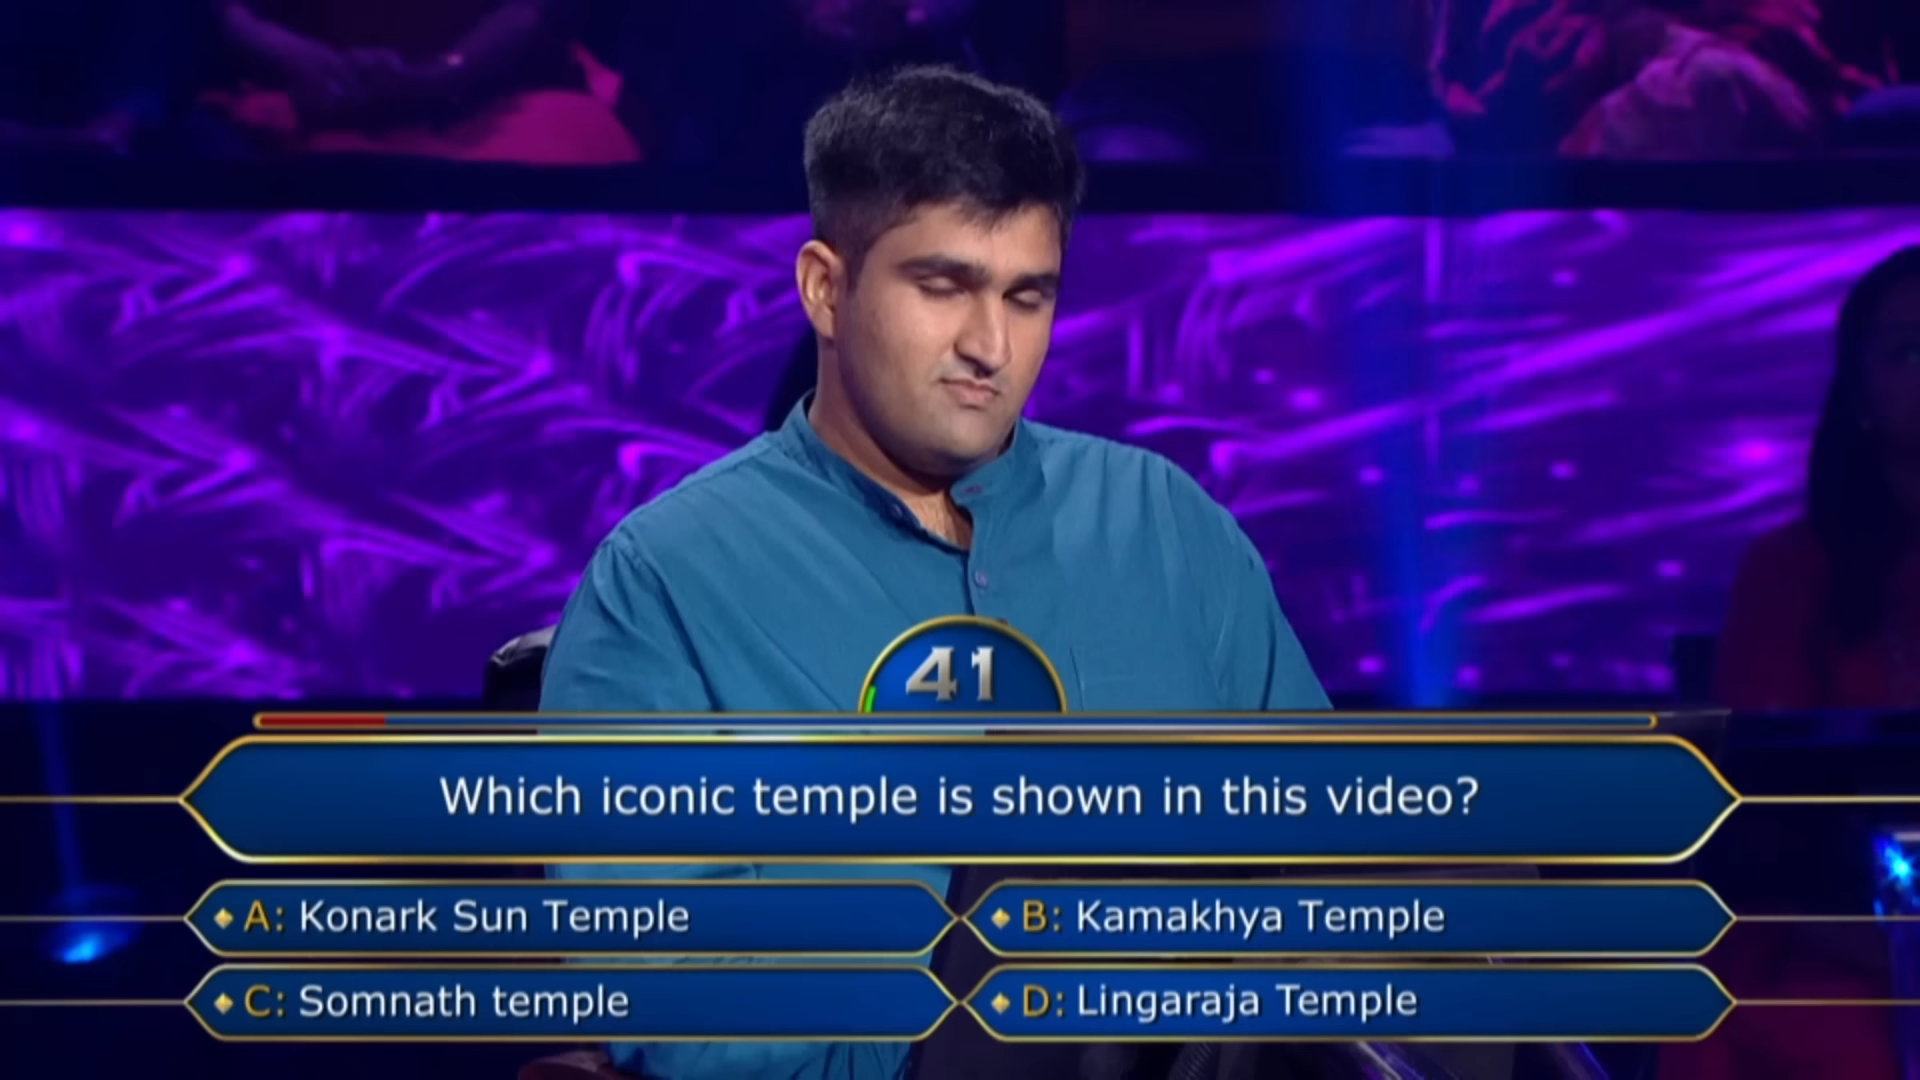 41
Which iconic temple is shown in this video?
A: Konark Sun Temple
B: Kamakhya Temple
C: Somnath temple
D: Lingaraja Temple